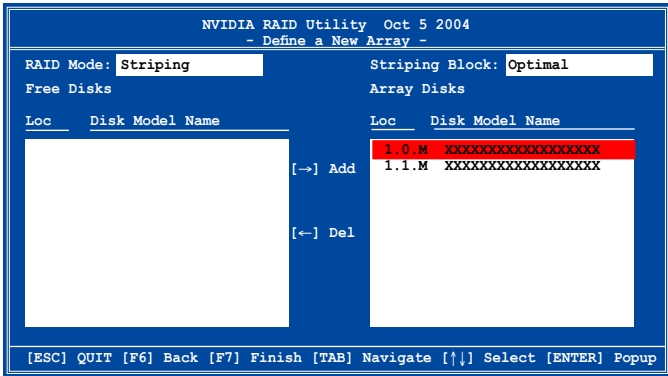 NVIDIA RAID Utility  Oct 5 2004
- Define a New Array -
RAID Mode: Striping    Striping Block: Optimal
Free Disks    Array Disks
Loc    Disk Model Name    Loc    Disk Model Name
1.0.M  XXXXXXXXXXXXXXXXXX
[→] Add    1.1.M  XXXXXXXXXXXXXXXXXX
[←] Del
[ESC] QUIT [F6] Back [F7] Finish [TAB] Navigate [↑↓] Select [ENTER] Popup